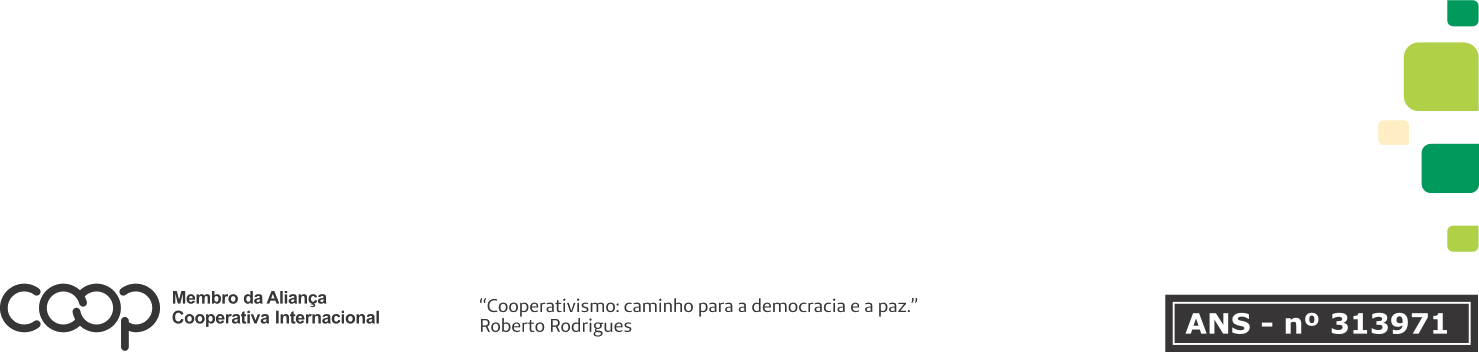 coop
Membro da Aliança
Cooperativa Internacional
“Cooperativismo: caminho para a democracia e a paz.”
Roberto Rodrigues
ANS - nº 313971